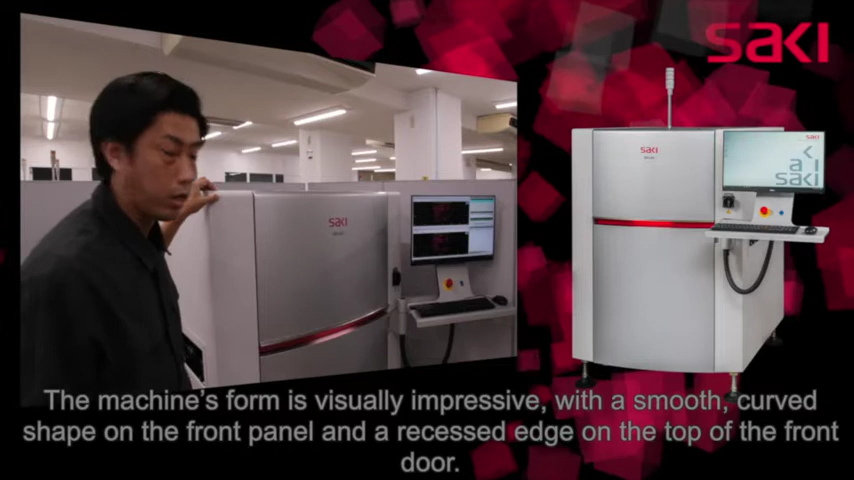 saki
saki
saki
saki
The machine's form is visually impressive, with a smooth, curved
shape on the front panel and a recessed edge on the top of the front
door.